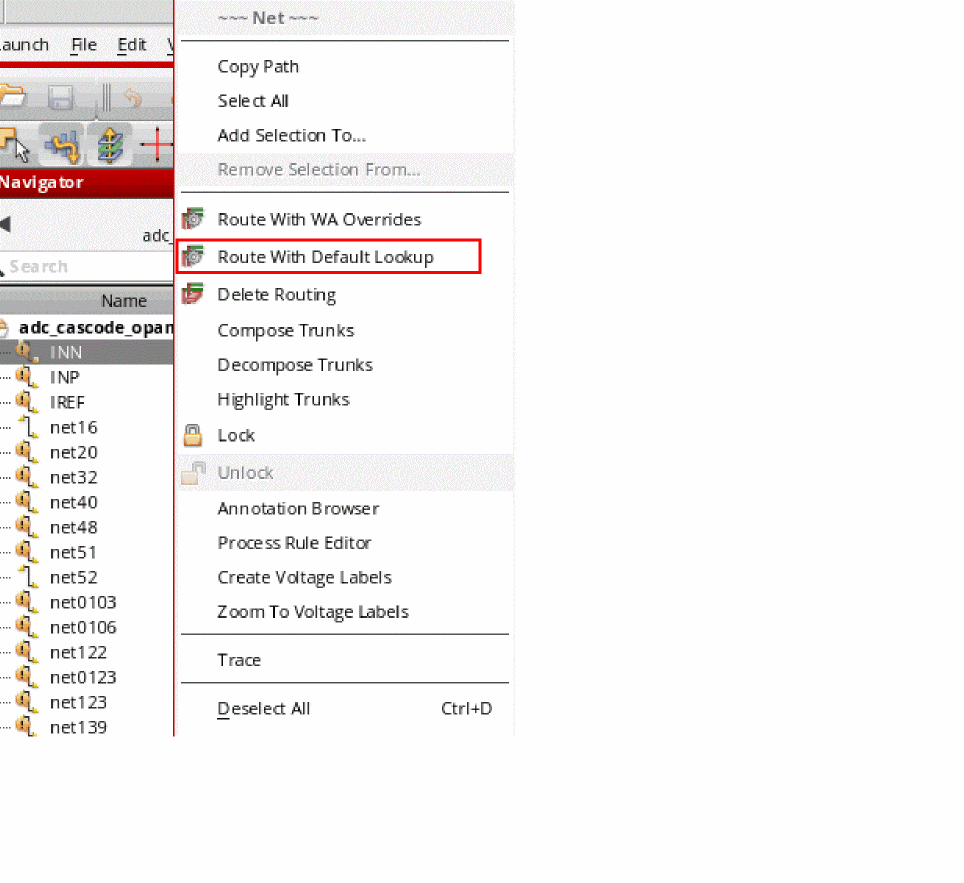 ~~~ Net ~~~
Launch File Edit
Copy Path
Select All
Add Selection To...
Remove Selection From...
Navigator
Route With WA Overrides
adc_
Route With Default Lookup
Search
Delete Routing
Name
adc_cascode_opam
Compose Trunks
INN
Decompose Trunks
INP
IREF
Highlight Trunks
net16
Lock
net20
Unlock
net32
net40
Annotation Browser
net48
Process Rule Editor
net51
net52
Create Voltage Labels
net0103
Zoom To Voltage Labels
net0106
net122
Trace
net0123
net123
Deselect All Ctrl+D
net139